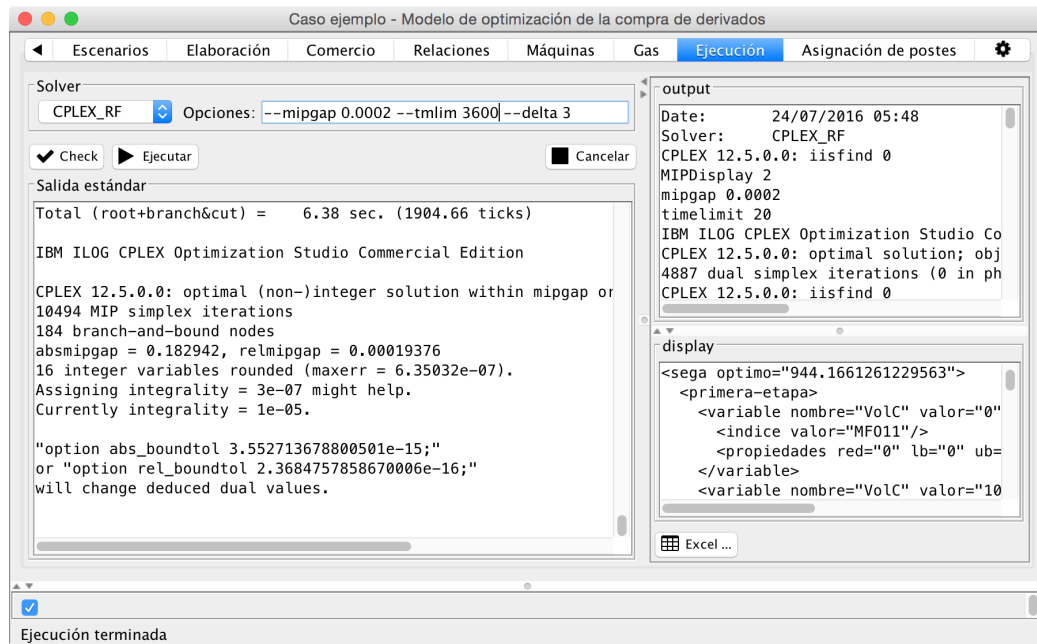 Caso ejemplo - Modelo de optimización de la compra de derivados
Escenarios Elaboración Comercio Relaciones Máquinas Gas Ejecución Asignación de postes
Solver
CPLEX_RF Opciones: --mipgap 0.0002 --tmlim 3600 --delta 3
Check Ejecutar Cancelar
Salida estándar
Total (root+branch&cut) =    6.38 sec. (1904.66 ticks)
IBM ILOG CPLEX Optimization Studio Commercial Edition
CPLEX 12.5.0.0: optimal (non-)integer solution within mipgap or
10494 MIP simplex iterations
184 branch-and-bound nodes
absmipgap = 0.182942, relmipgap = 0.00019376
16 integer variables rounded (maxerr = 6.35032e-07).
Assigning integrality = 3e-07 might help.
Currently integrality = 1e-05.
"option abs_boundtol 3.552713678800501e-15;"
or "option rel_boundtol 2.3684757858670006e-16;"
will change deduced dual values.
output
Date:       24/07/2016 05:48
Solver:     CPLEX_RF
CPLEX 12.5.0.0: iisfind 0
MIPDisplay 2
mipgap 0.0002
timelimit 20
IBM ILOG CPLEX Optimization Studio Co
CPLEX 12.5.0.0: optimal solution; obj
4887 dual simplex iterations (0 in ph
CPLEX 12.5.0.0: iisfind 0
display
<sega optimo="944.1661261229563">
<primera-etapa>
<variable nombre="VolC" valor="0"
<indice valor="MFO11"/>
<propiedades red="0" lb="0" ub=
</variable>
<variable nombre="VolC" valor="10
Excel ...
Ejecución terminada